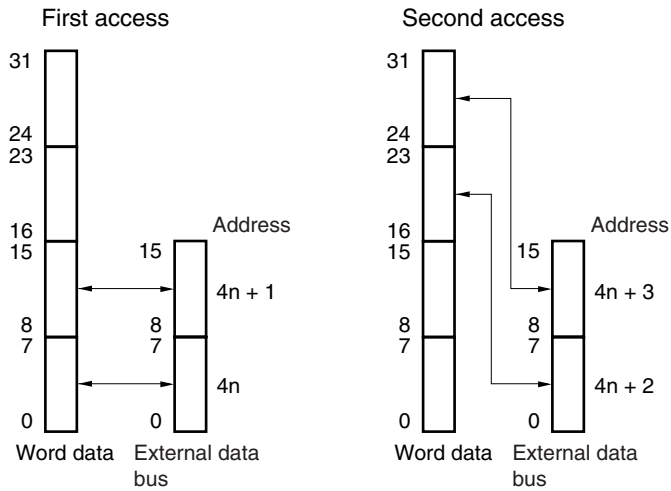 First access
31
24
23
16
15
8
7
0
Address
15
4n + 1
8
7
4n
0
Word data
External data
bus
Second access
31
24
23
16
15
8
7
0
Address
15
4n + 3
8
7
4n + 2
0
Word data
External data
bus